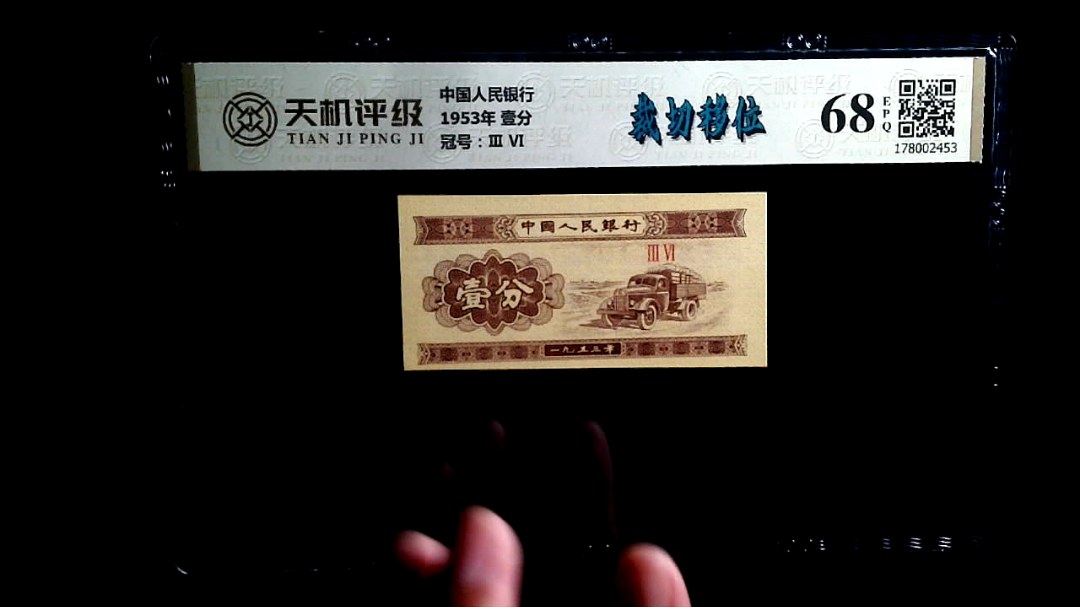 天机评级
TIAN JI PING JI
中国人民银行
1953年 壹分
冠号：Ⅲ Ⅵ
裁切移位
68
EPQ
178002453
中国人民銀行
Ⅲ Ⅵ
壹分
一九五三年